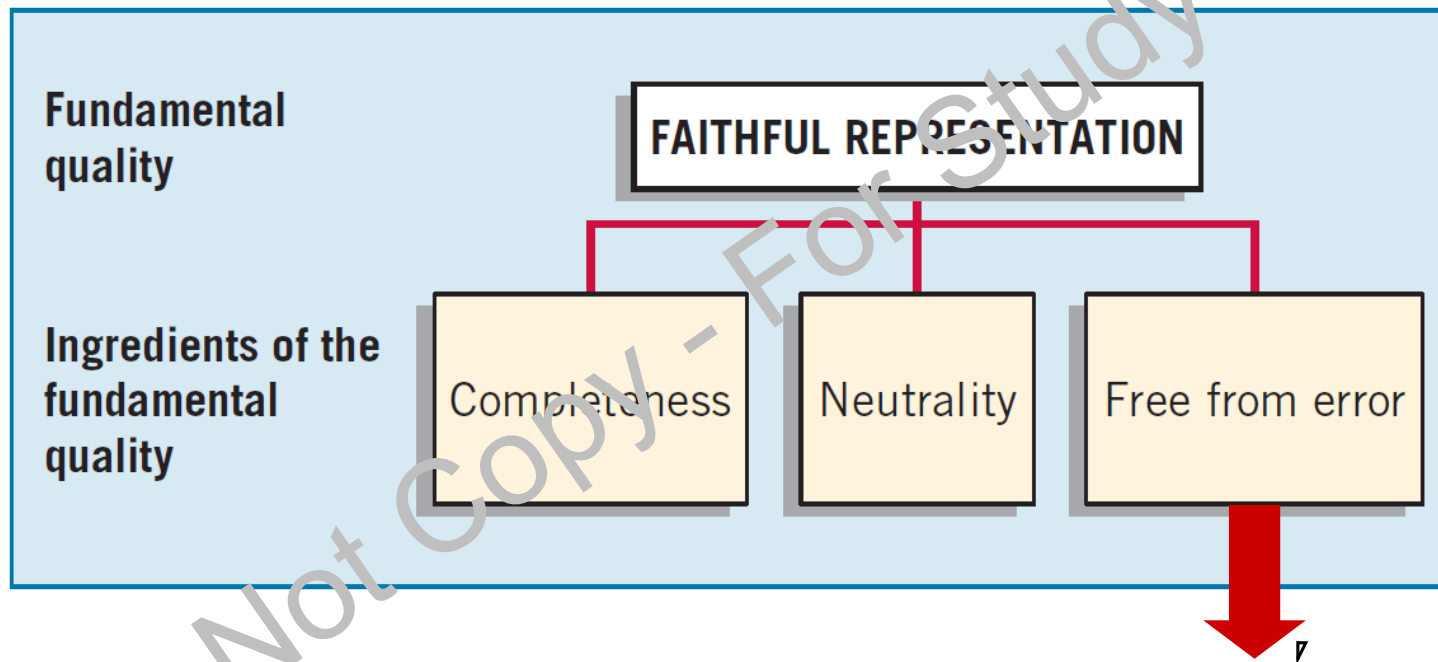 Fundamental
quality
FAITHFUL REPRESENTATION
Ingredients of the
fundamental
quality
Completeness
Neutrality
Free from error
Not Copy - For Study